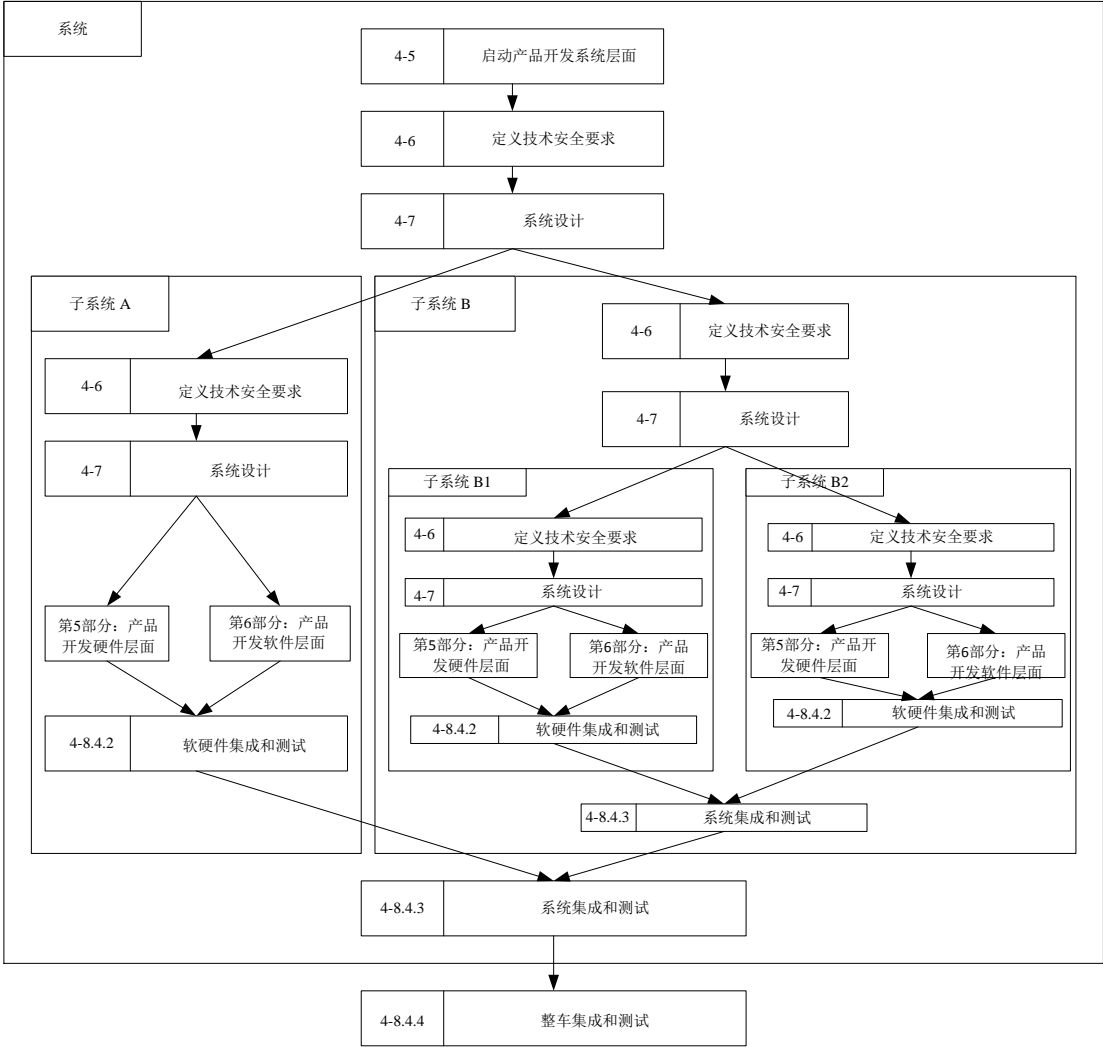 系统
4-5 启动产品开发系统层面
4-6 定义技术安全要求
4-7 系统设计
子系统 A
4-6 定义技术安全要求
4-7 系统设计
第5部分：产品
开发硬件层面
第6部分：产品
开发软件层面
4-8.4.2 软硬件集成和测试
子系统 B
4-6 定义技术安全要求
4-7 系统设计
子系统 B1
4-6 定义技术安全要求
4-7 系统设计
第5部分：产品开
发硬件层面
第6部分：产品
开发软件层面
4-8.4.2 软硬件集成和测试
子系统 B2
4-6 定义技术安全要求
4-7 系统设计
第5部分：产品开
发硬件层面
第6部分：产品
开发软件层面
4-8.4.2 软硬件集成和测试
4-8.4.3 系统集成和测试
4-8.4.3 系统集成和测试
4-8.4.4 整车集成和测试